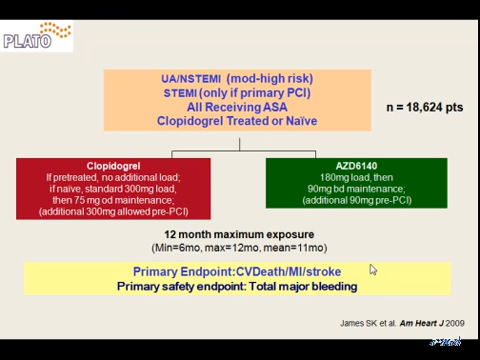 PLATO
UA/NSTEMI (mod-high risk)
STEMI (only if primary PCI)
All Receiving ASA
Clopidogrel Treated or Naïve
n = 18,624 pts
Clopidogrel
If pretreated, no additional load;
if naïve, standard 300mg load,
then 75 mg od maintenance;
(additional 300mg allowed pre-PCI)
AZD6140
180mg load, then
90mg bd maintenance;
(additional 90mg pre-PCI)
12 month maximum exposure
(Min=6mo, max=12mo, mean=11mo)
Primary Endpoint:CVDeath/MI/stroke
Primary safety endpoint: Total major bleeding
James SK et al. Am Heart J 2009